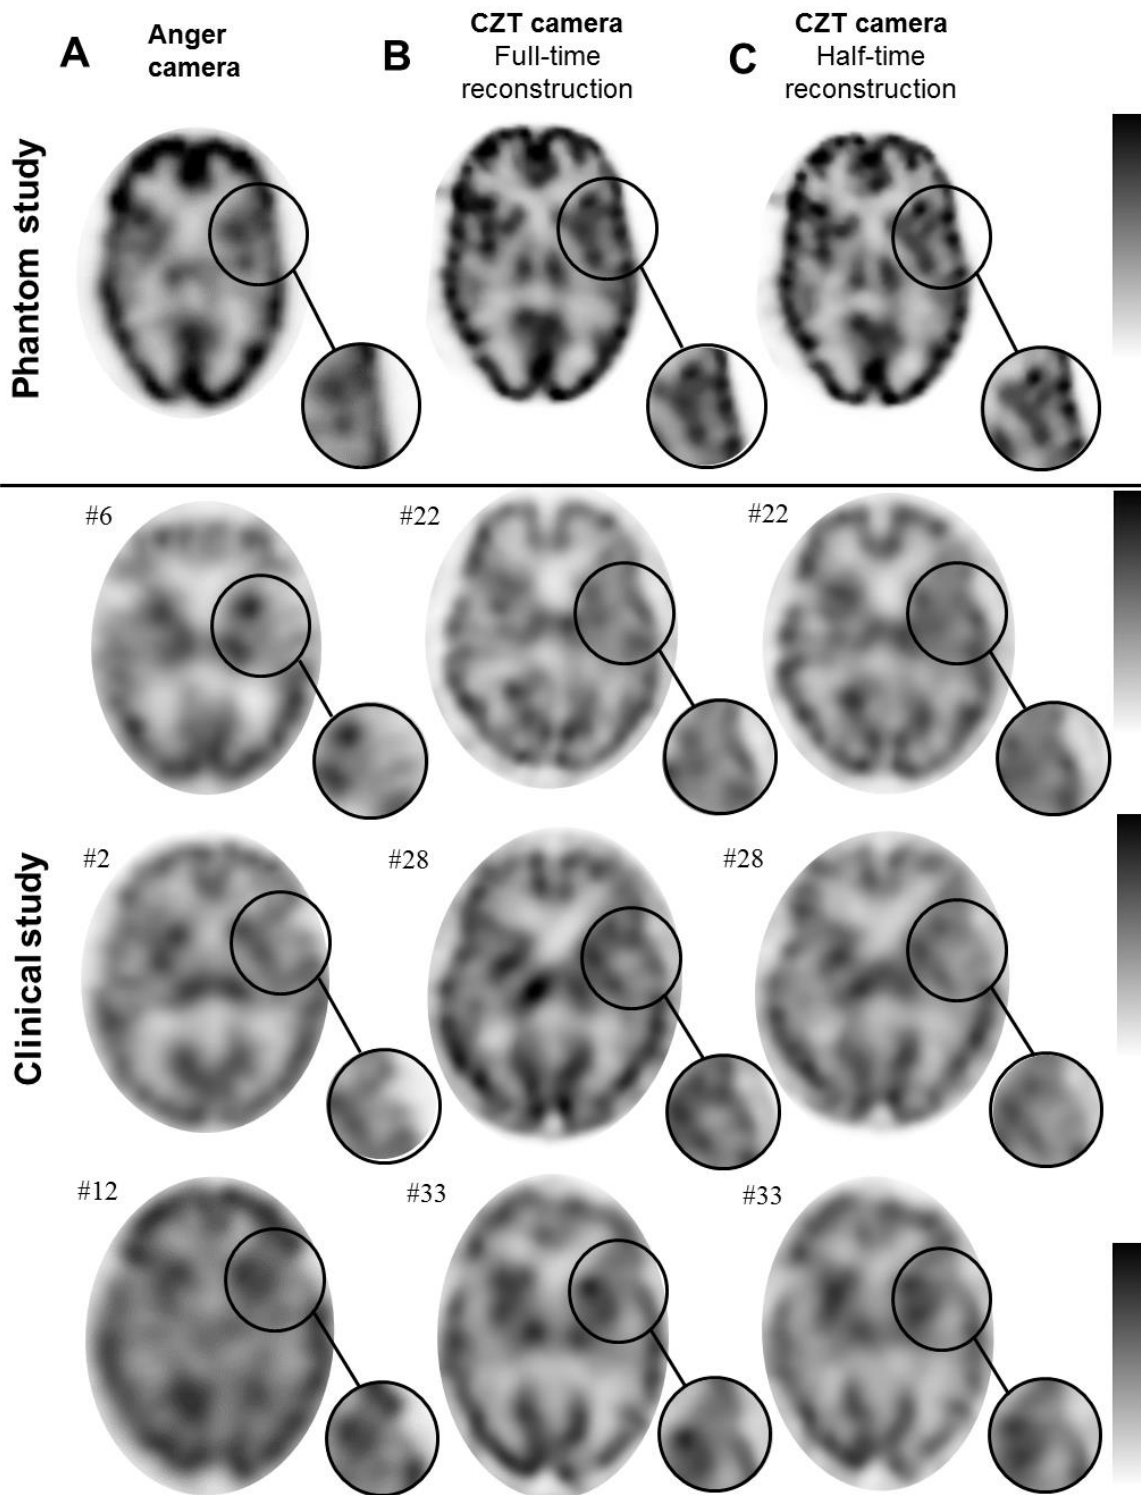 A
Anger
camera
B
CZT camera
Full-time
reconstruction
C
CZT camera
Half-time
reconstruction
Phantom study
#6
#22
#22
Clinical study
#2
#28
#28
#12
#33
#33